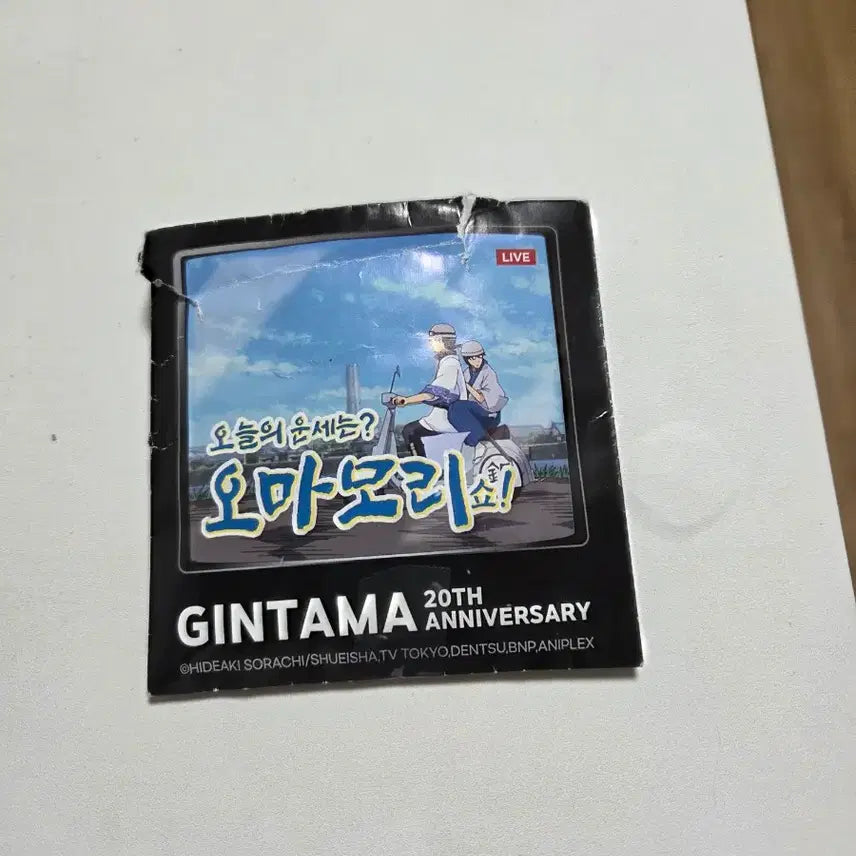 LIVE
오늘의 운세는?
오마모리쇼!
銀
GINTAMA 20TH ANNIVERSARY
©HIDEAKI SORACHI/SHUEISHA,TV TOKYO,DENTSU,BNP,ANIPLEX